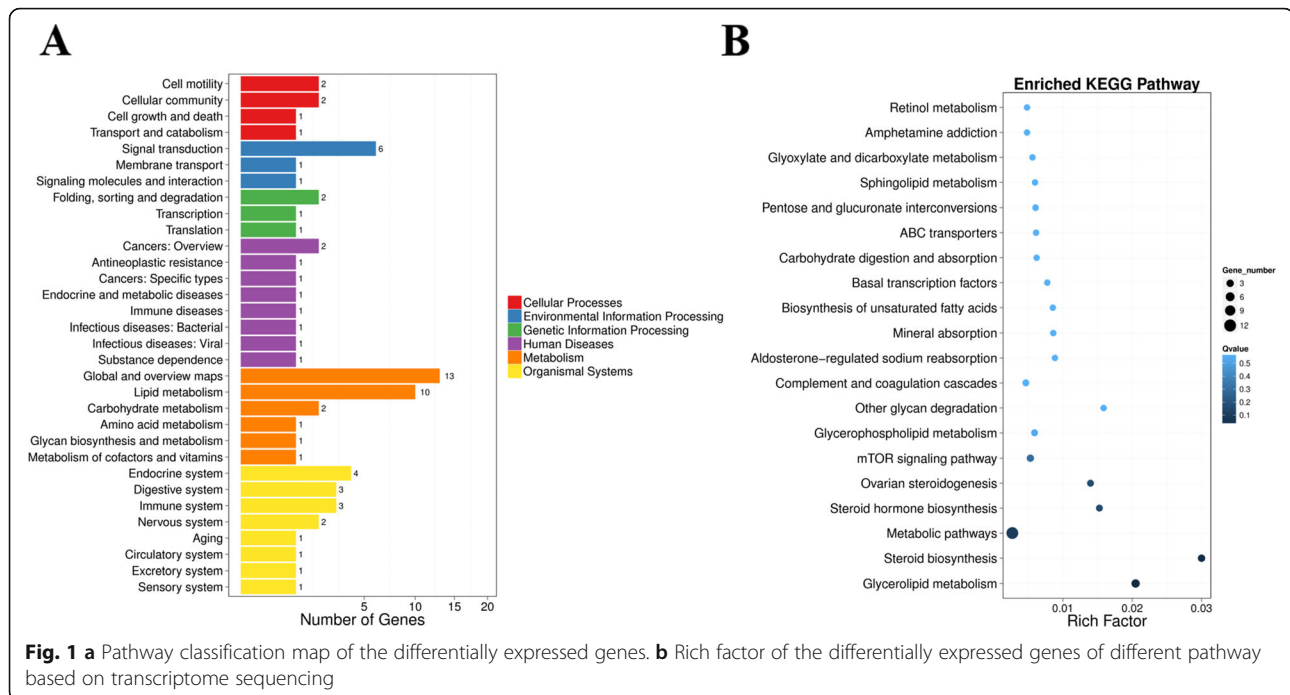 A
Cell motility 2
Cellular community 2
Cell growth and death 1
Transport and catabolism 1
Signal transduction 6
Membrane transport 1
Signaling molecules and interaction 1
Folding, sorting and degradation 2
Transcription 1
Translation 1
Cancers: Overview 2
Antineoplastic resistance 1
Cancers: Specific types 1
Endocrine and metabolic diseases 1
Immune diseases 1
Infectious diseases: Bacterial 1
Infectious diseases: Viral 1
Substance dependence 1
Global and overview maps 13
Lipid metabolism 10
Carbohydrate metabolism 2
Amino acid metabolism 1
Glycan biosynthesis and metabolism 1
Metabolism of cofactors and vitamins 1
Endocrine system 4
Digestive system 3
Immune system 3
Nervous system 2
Aging 1
Circulatory system 1
Excretory system 1
Sensory system 1
5 10 15 20
Number of Genes
Cellular Processes
Environmental Information Processing
Genetic Information Processing
Human Diseases
Metabolism
Organismal Systems
B
Enriched KEGG Pathway
Retinol metabolism
Amphetamine addiction
Glyoxylate and dicarboxylate metabolism
Sphingolipid metabolism
Pentose and glucuronate interconversions
ABC transporters
Carbohydrate digestion and absorption
Basal transcription factors
Biosynthesis of unsaturated fatty acids
Mineral absorption
Aldosterone−regulated sodium reabsorption
Complement and coagulation cascades
Other glycan degradation
Glycerophospholipid metabolism
mTOR signaling pathway
Ovarian steroidogenesis
Steroid hormone biosynthesis
Metabolic pathways
Steroid biosynthesis
Glycerolipid metabolism
0.01 0.02 0.03
Rich Factor
Gene_number
3
6
9
12
Qvalue
0.5
0.4
0.3
0.2
0.1
Fig. 1 a Pathway classification map of the differentially expressed genes. b Rich factor of the differentially expressed genes of different pathway
based on transcriptome sequencing